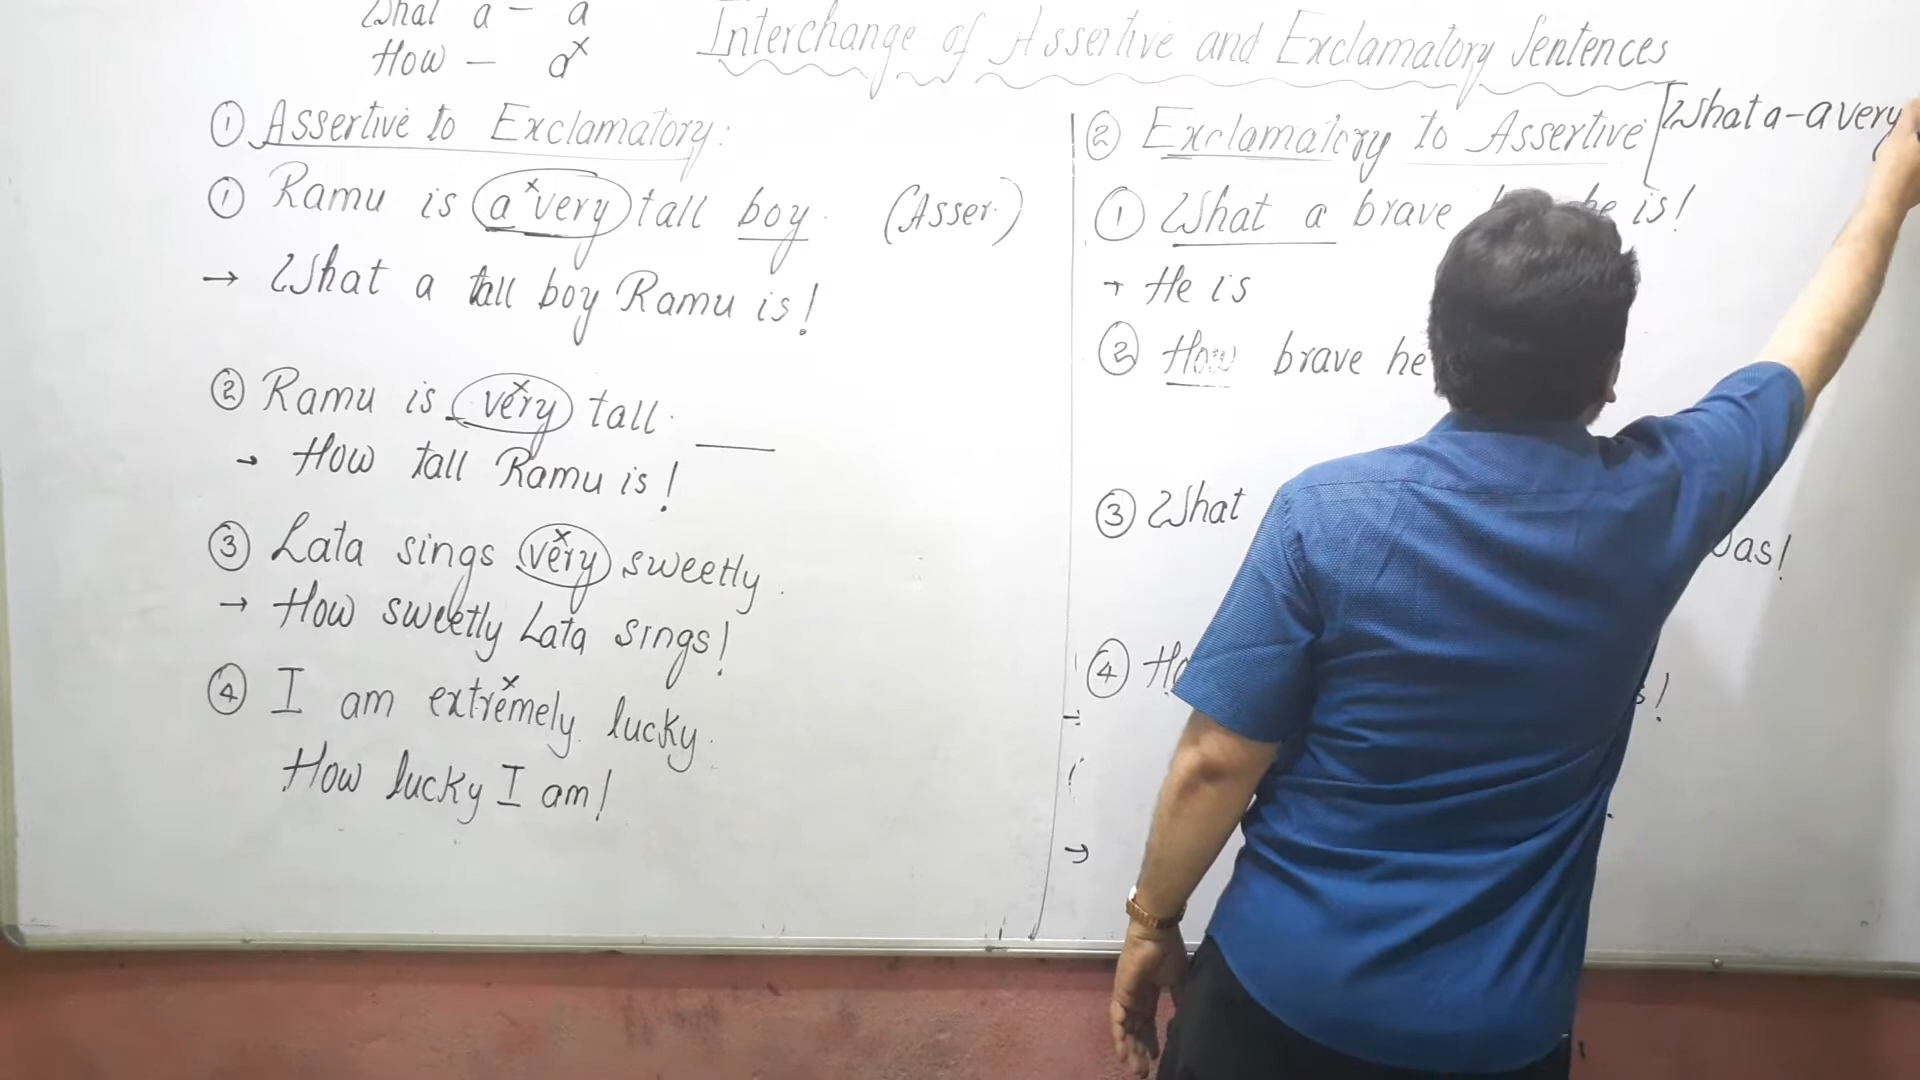 What a — a
How — a x
Interchange of Assertive and Exclamatory Sentences
① Assertive to Exclamatory:
① Ramu is a x very tall boy. (Asser.)
→ What a tall boy Ramu is!
② Ramu is x very tall.
→ How tall Ramu is!
③ Lata sings x very sweetly.
→ How sweetly Lata sings!
④ I am x extremely lucky.
How lucky I am!
② Exclamatory to Assertive [What a - a very
① What a brave he is!
→ He is
② How brave he
③ What
④